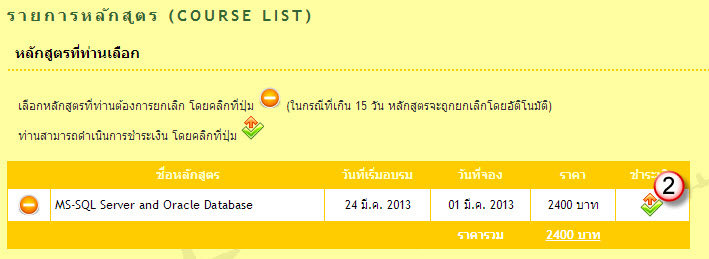 รายการหลักสูตร (COURSE LIST)
หลักสูตรที่ท่านเลือก
เลือกหลักสูตรที่ท่านต้องการยกเลิก โดยคลิกที่ปุ่ม (ในกรณีที่เกิน 15 วัน หลักสูตรจะถูกยกเลิกโดยอัติโนมัติ)
ท่านสามารถดำเนินการชำระเงิน โดยคลิกที่ปุ่ม
ชื่อหลักสูตร วันที่เริ่มอบรม วันที่จอง ราคา
2
MS-SQL Server and Oracle Database 24 มี.ค. 2013 01 มี.ค. 2013 2400 บาท
ราคารวม 2400 บาท